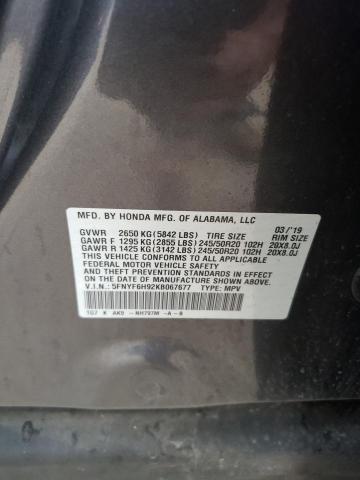 MFD. BY HONDA MFG. OF ALABAMA, LLC
03/'19
GVWR 2650 KG(5842 LBS) TIRE SIZE RIM SIZE
GAWR F 1295 KG(2855 LBS)245/50R20 102H 20X8.0J
GAWR R 1425 KG(3142 LBS)245/50R20 102H 20X8.0J
THIS VEHICLE CONFORMS TO ALL APPLICABLE
FEDERAL MOTOR VEHICLE SAFETY
STANDARDS IN EFFECT
ON THE DATE OF MANUFACTURE SHOWN ABOVE.
V.I.N.: 5FNYF6H92KB067677 TYPE: MPV